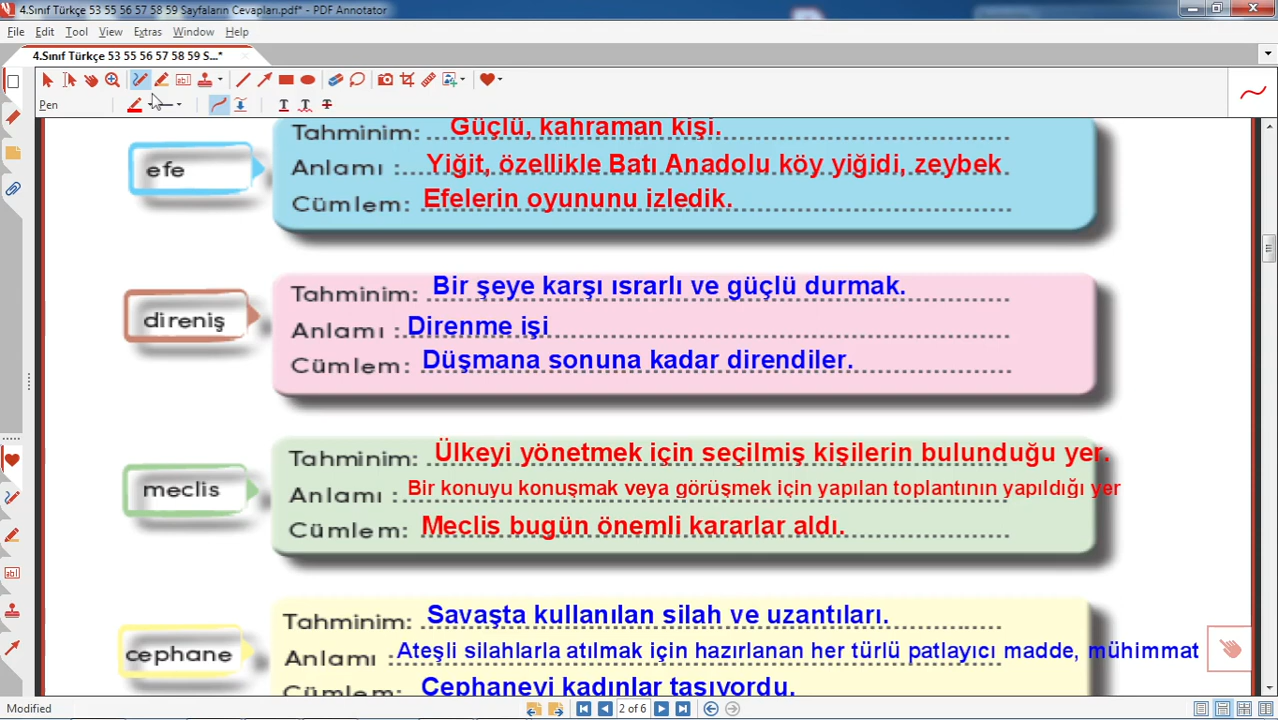 4.Sınıf Türkçe 53 55 56 57 58 59 Sayfaların Cevapları.pdf* - PDF Annotator
File Edit Tool View Extras Window Help
4.Sınıf Türkçe 53 55 56 57 58 59 S...*
Pen
Tahminim: Güçlü, kahraman kişi.
efe
Anlamı : Yiğit, özellikle Batı Anadolu köy yiğidi, zeybek
Cümlem: Efelerin oyununu izledik.
Tahminim: Bir şeye karşı ısrarlı ve güçlü durmak.
direniş
Anlamı : Direnme işi
Cümlem: Düşmana sonuna kadar direndiler.
Tahminim: Ülkeyi yönetmek için seçilmiş kişilerin bulunduğu yer.
meclis
Anlamı : Bir konuyu konuşmak veya görüşmek için yapılan toplantının yapıldığı yer
Cümlem: Meclis bugün önemli kararlar aldı.
Tahminim: Savaşta kullanılan silah ve uzantıları.
cephane
Anlamı : Ateşli silahlarla atılmak için hazırlanan her türlü patlayıcı madde, mühimmat
Cümlem: Cephaneyi kadınlar taşıyordu.
Modified
2 of 6